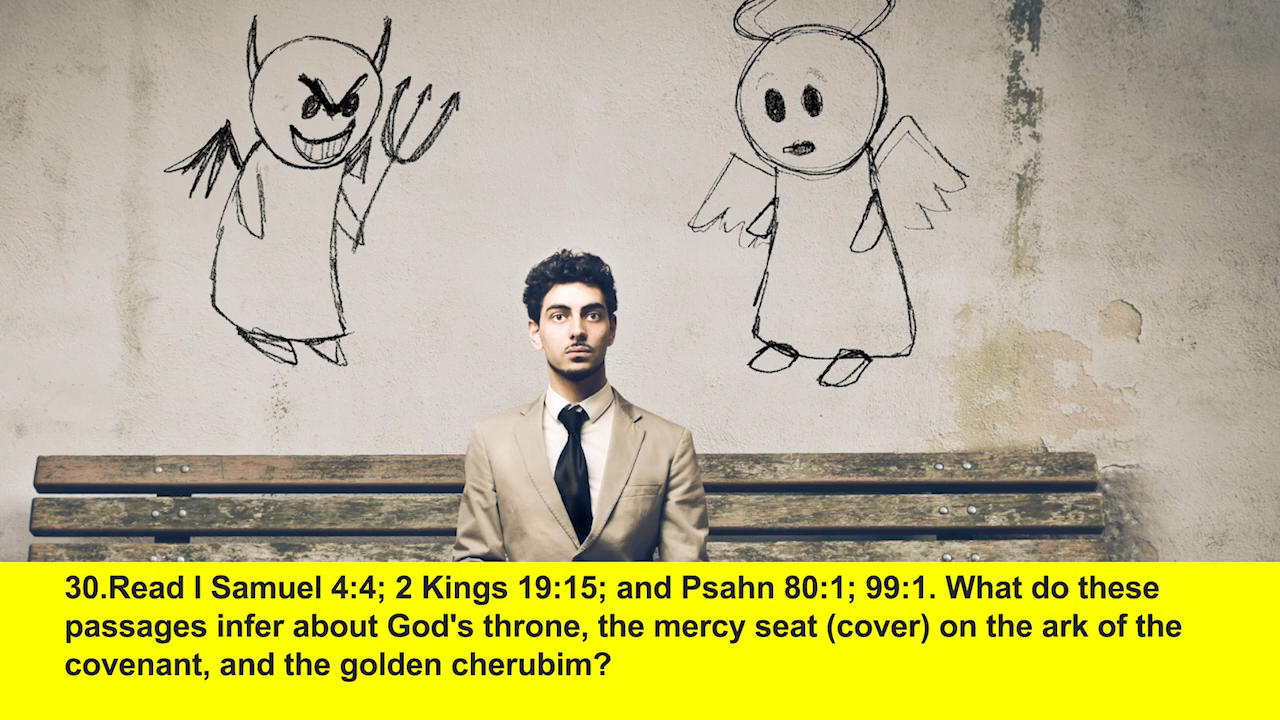 30.Read I Samuel 4:4; 2 Kings 19:15; and Psahn 80:1; 99:1. What do these
passages infer about God's throne, the mercy seat (cover) on the ark of the
covenant, and the golden cherubim?